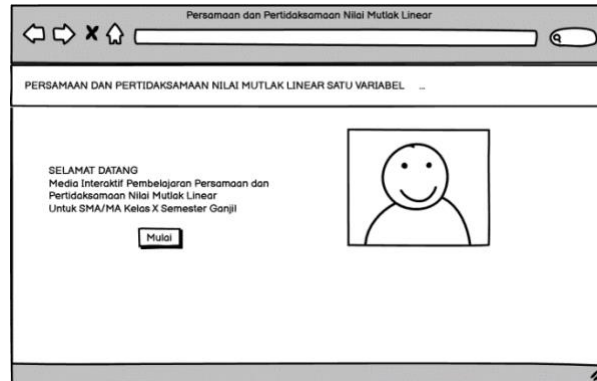 Persamaan dan Pertidaksamaan Nilai Mutlak Linear
PERSAMAAN DAN PERTIDAKSAMAAN NILAI MUTLAK LINEAR SATU VARIABEL ...
SELAMAT DATANG
Media Interaktif Pembelajaran Persamaan dan
Pertidaksamaan Nilai Mutlak Linear
Untuk SMA/MA Kelas X Semester Ganjil
Mulai